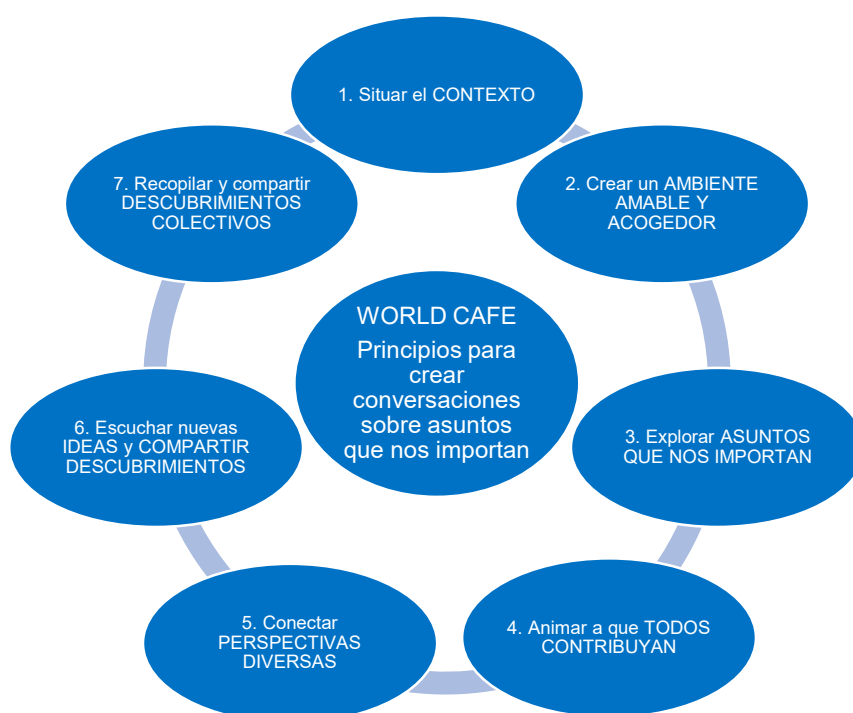 1. Situar el CONTEXTO
2. Crear un AMBIENTE
AMABLE Y
ACOGEDOR
3. Explorar ASUNTOS
QUE NOS IMPORTAN
4. Animar a que TODOS
CONTRIBUYAN
5. Conectar
PERSPECTIVAS
DIVERSAS
6. Escuchar nuevas
IDEAS y COMPARTIR
DESCUBRIMIENTOS
7. Recopilar y compartir
DESCUBRIMIENTOS
COLECTIVOS
WORLD CAFE
Principios para
crear
conversaciones
sobre asuntos
que nos importan